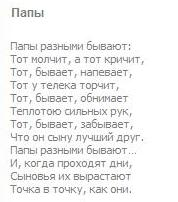 Папы
Папы разными бывают:
Тот молчит, а тот кричит,
Тот, бывает, напевает,
Тот у телека торчит,
Тот, бывает, обнимает
Теплотою сильных рук,
Тот, бывает, забывает,
Что он сыну лучший друг.
Папы разными бывают...
И, когда проходят дни,
Сыновья их вырастают
Точка в точку, как они.